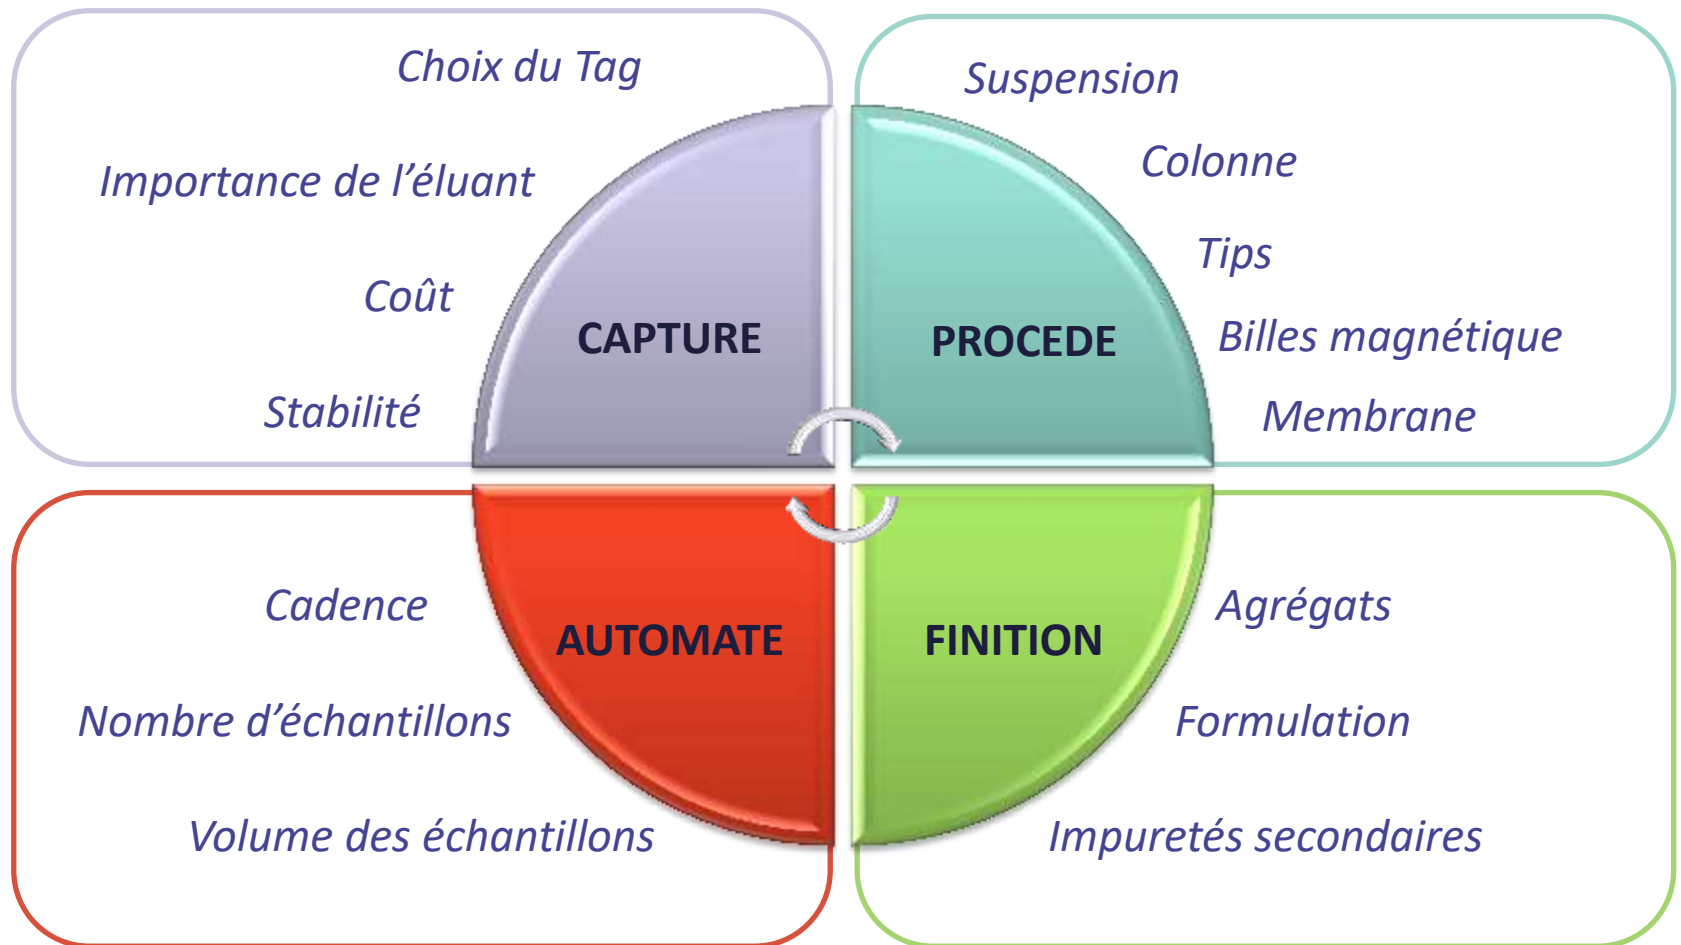 Choix du Tag
Importance de l’éluant
Coût
Stabilité
CAPTURE
Suspension
Colonne
Tips
Billes magnétique
Membrane
PROCEDE
Cadence
Nombre d’échantillons
Volume des échantillons
AUTOMATE
Agrégats
Formulation
Impuretés secondaires
FINITION